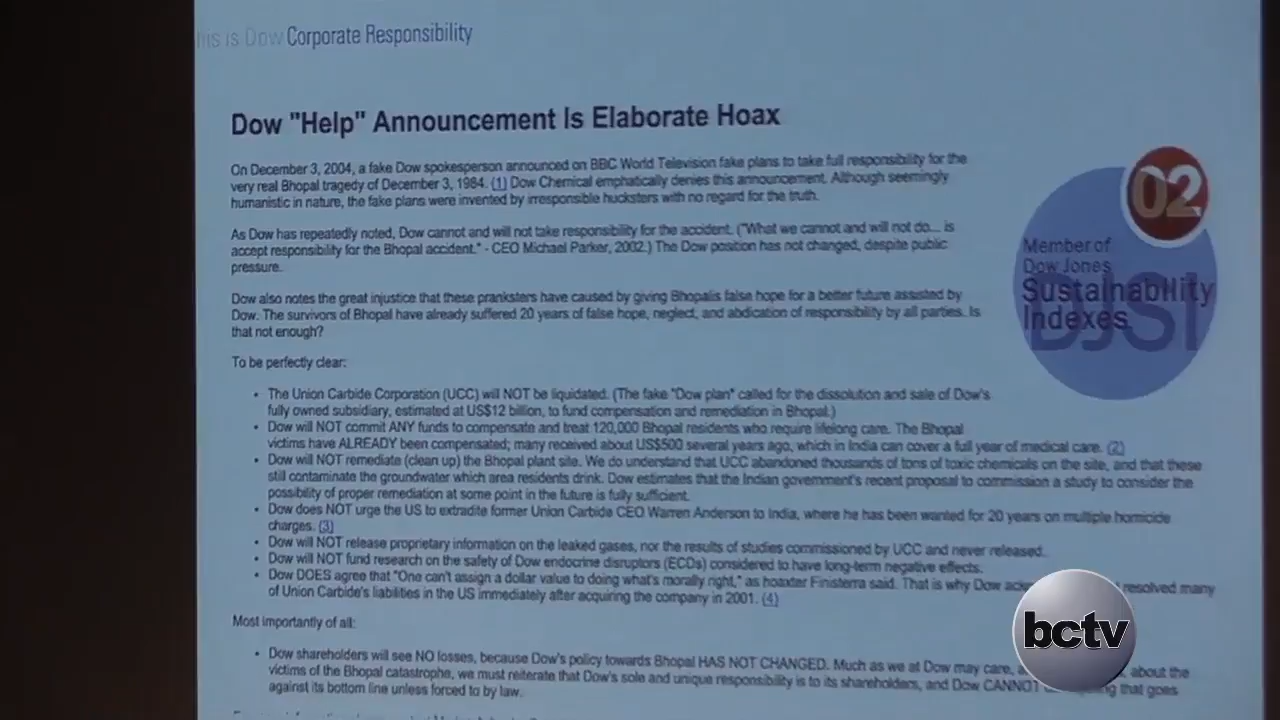 his is Dow Corporate Responsibility
Dow "Help" Announcement Is Elaborate Hoax
On December 3, 2004, a fake Dow spokesperson announced on BBC World Television fake plans to take full responsibility for the
very real Bhopal tragedy of December 3, 1984. (1) Dow Chemical emphatically denies this announcement. Although seemingly
humanistic in nature, the fake plans were invented by irresponsible hucksters with no regard for the truth.
As Dow has repeatedly noted, Dow cannot and will not take responsibility for the accident. ("What we cannot and will not do... is
accept responsibility for the Bhopal accident." - CEO Michael Parker, 2002.) The Dow position has not changed, despite public
pressure.
Dow also notes the great injustice that these pranksters have caused by giving Bhopalis false hope for a better future assisted by
Dow. The survivors of Bhopal have already suffered 20 years of false hope, neglect, and abdication of responsibility by all parties. Is
that not enough?
To be perfectly clear:
• The Union Carbide Corporation (UCC) will NOT be liquidated. (The fake "Dow plan" called for the dissolution and sale of Dow's
fully owned subsidiary, estimated at US$12 billion, to fund compensation and remediation in Bhopal.)
• Dow will NOT commit ANY funds to compensate and treat 120,000 Bhopal residents who require lifelong care. The Bhopal
victims have ALREADY been compensated; many received about US$500 several years ago, which in India can cover a full year of medical care. (2)
• Dow will NOT remediate (clean up) the Bhopal plant site. We do understand that UCC abandoned thousands of tons of toxic chemicals on the site, and that these
still contaminate the groundwater which area residents drink. Dow estimates that the Indian government's recent proposal to commission a study to consider the
possibility of proper remediation at some point in the future is fully sufficient.
• Dow does NOT urge the US to extradite former Union Carbide CEO Warren Anderson to India, where he has been wanted for 20 years on multiple homicide
charges. (3)
• Dow will NOT release proprietary information on the leaked gases, nor the results of studies commissioned by UCC and never released.
• Dow will NOT fund research on the safety of Dow endocrine disruptors (ECDs) considered to have long-term negative effects.
• Dow DOES agree that "One can't assign a dollar value to doing what's morally right," as hoaxter Finisterra said. That is why Dow resolved many
of Union Carbide's liabilities in the US immediately after acquiring the company in 2001. (4)
Most importantly of all:
• Dow shareholders will see NO losses, because Dow's policy towards Bhopal HAS NOT CHANGED. Much as we at Dow may care, about the
victims of the Bhopal catastrophe, we must reiterate that Dow's sole and unique responsibility is to its shareholders, and Dow CANNOT that goes
against its bottom line unless forced to by law.
02
Member of
Dow Jones
Sustainability
Indexes
DJSI
bctv